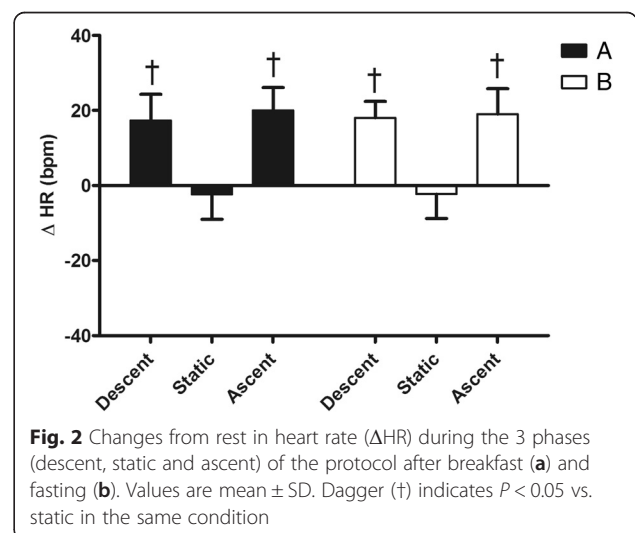 40
20
0
-20
-40
Δ HR (bpm)
† † † †
A
B
Descent Static Ascent Descent Static Ascent
Fig. 2 Changes from rest in heart rate (ΔHR) during the 3 phases
(descent, static and ascent) of the protocol after breakfast (a) and
fasting (b). Values are mean ± SD. Dagger (†) indicates P < 0.05 vs.
static in the same condition